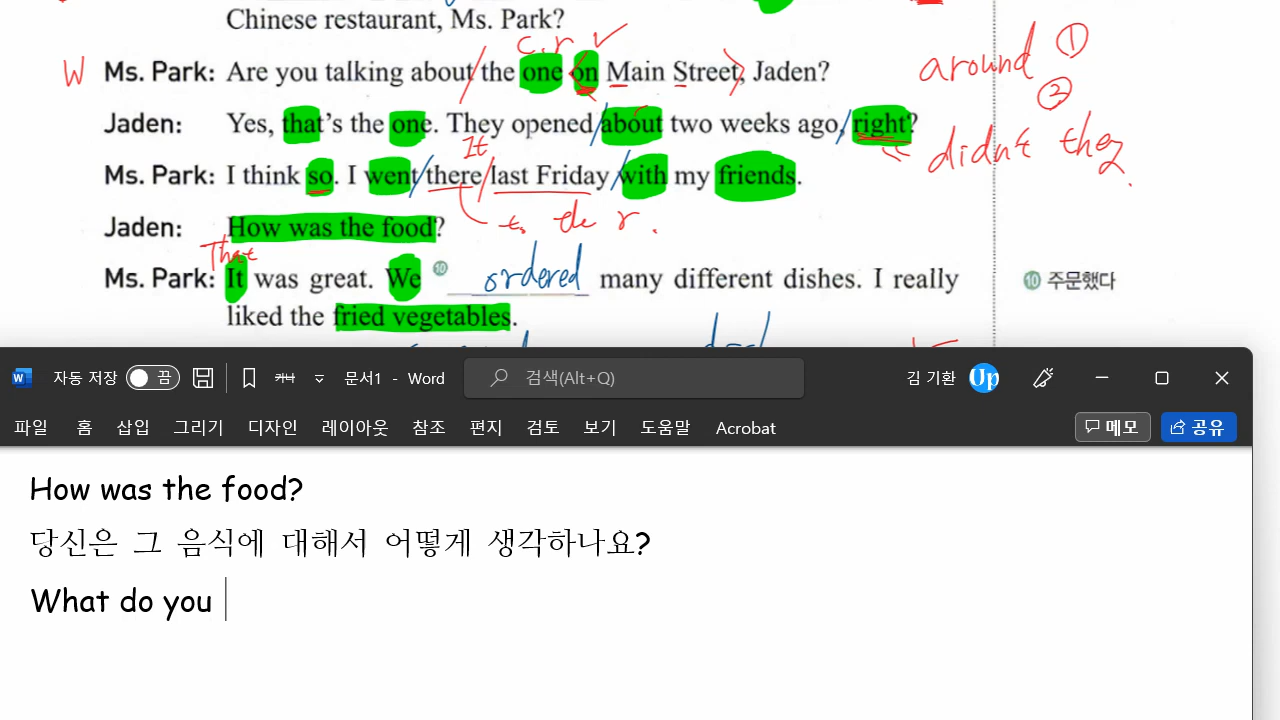 Chinese restaurant, Ms. Park?
c. r
W Ms. Park: Are you talking about the one on Main Street, Jaden? around ①
②
Jaden: Yes, that's the one. They opened about two weeks ago, right? didn't they
It
Ms. Park: I think so. I went there last Friday with my friends.
to the r.
Jaden: How was the food?
That
Ms. Park: It was great. We ⑩ ordered many different dishes. I really ⑩ 주문했다
liked the fried vegetables.
자동 저장 끔 가나 문서1 - Word 검색(Alt+Q) 김 기환 Up
파일 홈 삽입 그리기 디자인 레이아웃 참조 편지 검토 보기 도움말 Acrobat 메모 공유
How was the food?
당신은 그 음식에 대해서 어떻게 생각하나요?
What do you